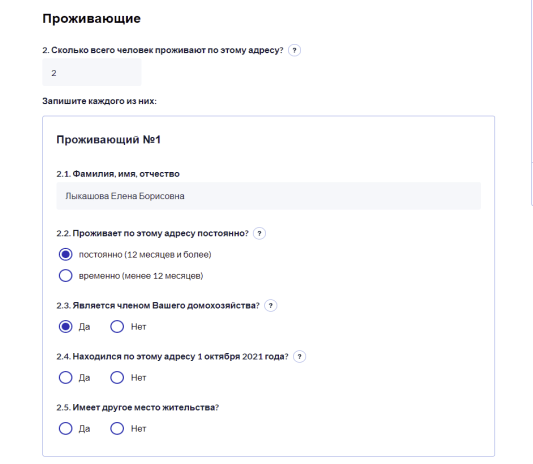 Проживающие
2. Сколько всего человек проживают по этому адресу? ?
2
Запишите каждого из них:
Проживающий №1
2.1. Фамилия, имя, отчество
Лыкашова Елена Борисовна
2.2. Проживает по этому адресу постоянно? ?
постоянно (12 месяцев и более)
временно (менее 12 месяцев)
2.3. Является членом Вашего домохозяйства? ?
Да Нет
2.4. Находился по этому адресу 1 октября 2021 года? ?
Да Нет
2.5. Имеет другое место жительства?
Да Нет